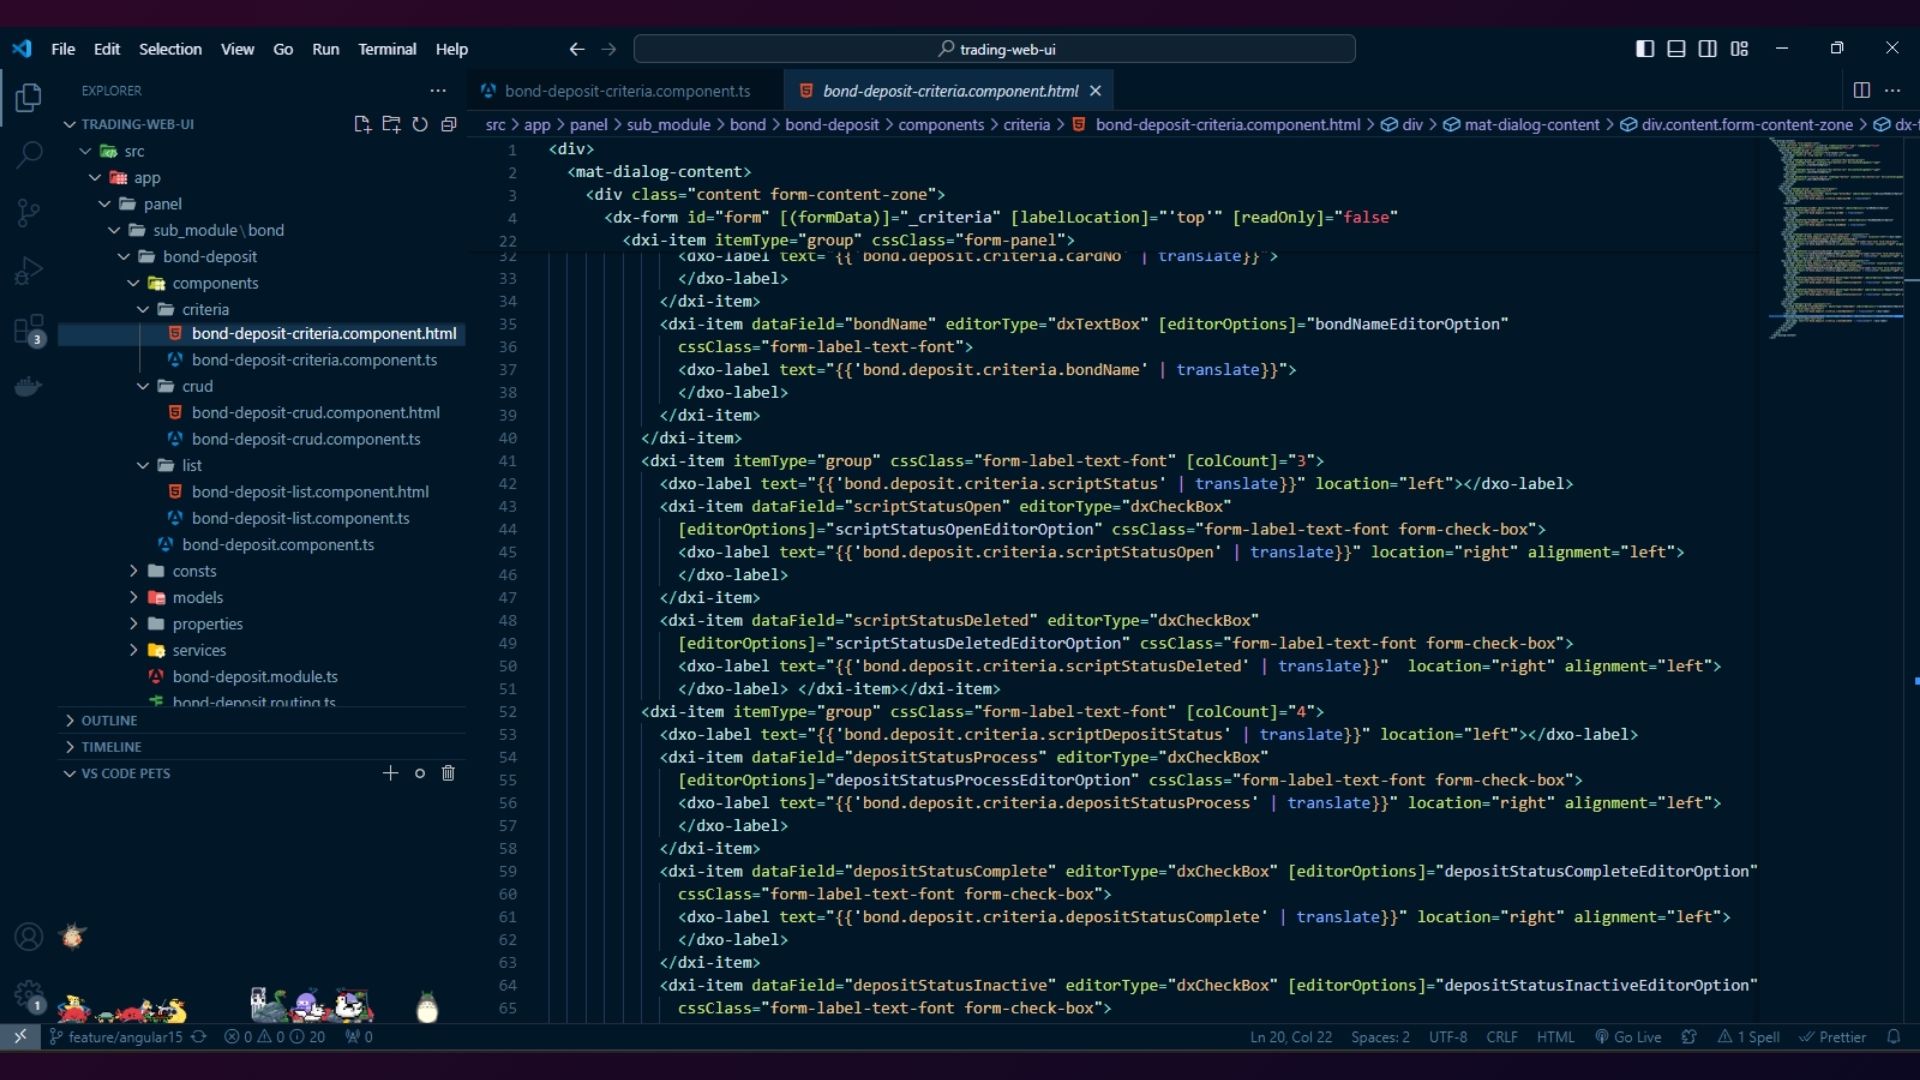 File Edit Selection View Go Run Terminal Help
trading-web-ui
EXPLORER
TRADING-WEB-UI
src
app
panel
sub_module\bond
bond-deposit
components
criteria
bond-deposit-criteria.component.html
bond-deposit-criteria.component.ts
crud
bond-deposit-crud.component.html
bond-deposit-crud.component.ts
list
bond-deposit-list.component.html
bond-deposit-list.component.ts
bond-deposit.component.ts
consts
models
properties
services
bond-deposit.module.ts
bond-deposit.routing.ts
OUTLINE
TIMELINE
VS CODE PETS
3
1
bond-deposit-criteria.component.ts
bond-deposit-criteria.component.html
src > app > panel > sub_module > bond > bond-deposit > components > criteria > bond-deposit-criteria.component.html > div > mat-dialog-content > div.content.form-content-zone > dx-f
1 <div>
2 <mat-dialog-content>
3 <div class="content form-content-zone">
4 <dx-form id="form" [(formData)]="_criteria" [labelLocation]="'top'" [readOnly]="false"
22 <dxi-item itemType="group" cssClass="form-panel">
32 <dxo-label text="{{'bond.deposit.criteria.cardNo' | translate}}">
33 </dxo-label>
34 </dxi-item>
35 <dxi-item dataField="bondName" editorType="dxTextBox" [editorOptions]="bondNameEditorOption"
36 cssClass="form-label-text-font">
37 <dxo-label text="{{'bond.deposit.criteria.bondName' | translate}}">
38 </dxo-label>
39 </dxi-item>
40 </dxi-item>
41 <dxi-item itemType="group" cssClass="form-label-text-font" [colCount]="3">
42 <dxo-label text="{{'bond.deposit.criteria.scriptStatus' | translate}}" location="left"></dxo-label>
43 <dxi-item dataField="scriptStatusOpen" editorType="dxCheckBox"
44 [editorOptions]="scriptStatusOpenEditorOption" cssClass="form-label-text-font form-check-box">
45 <dxo-label text="{{'bond.deposit.criteria.scriptStatusOpen' | translate}}" location="right" alignment="left">
46 </dxo-label>
47 </dxi-item>
48 <dxi-item dataField="scriptStatusDeleted" editorType="dxCheckBox"
49 [editorOptions]="scriptStatusDeletedEditorOption" cssClass="form-label-text-font form-check-box">
50 <dxo-label text="{{'bond.deposit.criteria.scriptStatusDeleted' | translate}}"  location="right" alignment="left">
51 </dxo-label> </dxi-item></dxi-item>
52 <dxi-item itemType="group" cssClass="form-label-text-font" [colCount]="4">
53 <dxo-label text="{{'bond.deposit.criteria.scriptDepositStatus' | translate}}" location="left"></dxo-label>
54 <dxi-item dataField="depositStatusProcess" editorType="dxCheckBox"
55 [editorOptions]="depositStatusProcessEditorOption" cssClass="form-label-text-font form-check-box">
56 <dxo-label text="{{'bond.deposit.criteria.depositStatusProcess' | translate}}" location="right" alignment="left">
57 </dxo-label>
58 </dxi-item>
59 <dxi-item dataField="depositStatusComplete" editorType="dxCheckBox" [editorOptions]="depositStatusCompleteEditorOption"
60 cssClass="form-label-text-font form-check-box">
61 <dxo-label text="{{'bond.deposit.criteria.depositStatusComplete' | translate}}" location="right" alignment="left">
62 </dxo-label>
63 </dxi-item>
64 <dxi-item dataField="depositStatusInactive" editorType="dxCheckBox" [editorOptions]="depositStatusInactiveEditorOption"
65 cssClass="form-label-text-font form-check-box">
feature/angular15 0 0 20 0 Ln 20, Col 22 Spaces: 2 UTF-8 CRLF HTML Go Live 1 Spell Prettier